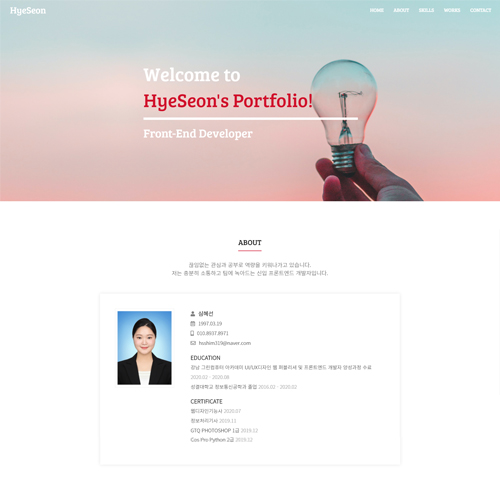 HyeSeon
HOME ABOUT SKILLS WORKS CONTACT
Welcome to
HyeSeon's Portfolio!
Front-End Developer
ABOUT
끊임없는 관심과 공부로 역량을 키워나가고 있습니다.
저는 충분히 소통하고 팀에 녹아드는 신입 프론트엔드 개발자입니다.
심혜선
1997.03.19
010.8937.8971
hsshim319@naver.com
EDUCATION
강남 그린컴퓨터 아카데미 UI/UX디자인 웹 퍼블리셔 및 프론트엔드 개발자 양성과정 수료
2020.02 - 2020.08
성결대학교 정보통신공학과 졸업 2016.02 - 2020.02
CERTIFICATE
웹디자인기능사 2020.07
정보처리기사 2019.11
GTQ PHOTOSHOP 1급 2019.12
Cos Pro Python 2급 2019.12